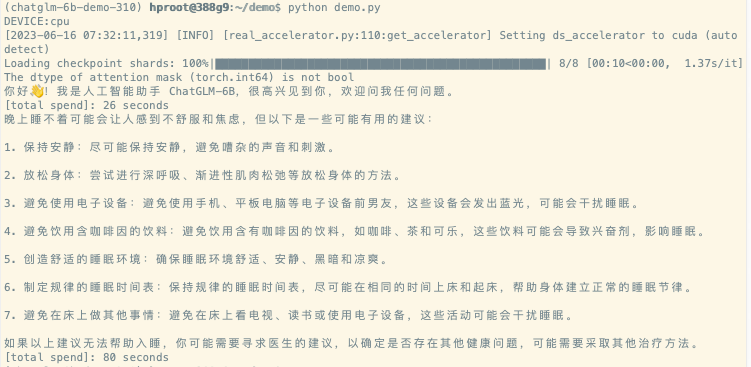 (chatglm-6b-demo-310) hproot@388g9:~/demo$ python demo.py
DEVICE:cpu
[2023-06-16 07:32:11,319] [INFO] [real_accelerator.py:110:get_accelerator] Setting ds_accelerator to cuda (auto
detect)
Loading checkpoint shards: 100%|██████████| 8/8 [00:10<00:00,  1.37s/it]
The dtype of attention mask (torch.int64) is not bool
你好👋！我是人工智能助手 ChatGLM-6B，很高兴见到你，欢迎问我任何问题。
[total spend]: 26 seconds
晚上睡不着可能会让人感到不舒服和焦虑，但以下是一些可能有用的建议：
1. 保持安静：尽可能保持安静，避免嘈杂的声音和刺激。
2. 放松身体：尝试进行深呼吸、渐进性肌肉松弛等放松身体的方法。
3. 避免使用电子设备：避免使用手机、平板电脑等电子设备前男友，这些设备会发出蓝光，可能会干扰睡眠。
4. 避免饮用含咖啡因的饮料：避免饮用含有咖啡因的饮料，如咖啡、茶和可乐，这些饮料可能会导致兴奋剂，影响睡眠。
5. 创造舒适的睡眠环境：确保睡眠环境舒适、安静、黑暗和凉爽。
6. 制定规律的睡眠时间表：保持规律的睡眠时间表，尽可能在相同的时间上床和起床，帮助身体建立正常的睡眠节律。
7. 避免在床上做其他事情：避免在床上看电视、读书或使用电子设备，这些活动可能会干扰睡眠。
如果以上建议无法帮助入睡，你可能需要寻求医生的建议，以确定是否存在其他健康问题，可能需要采取其他治疗方法。
[total spend]: 80 seconds